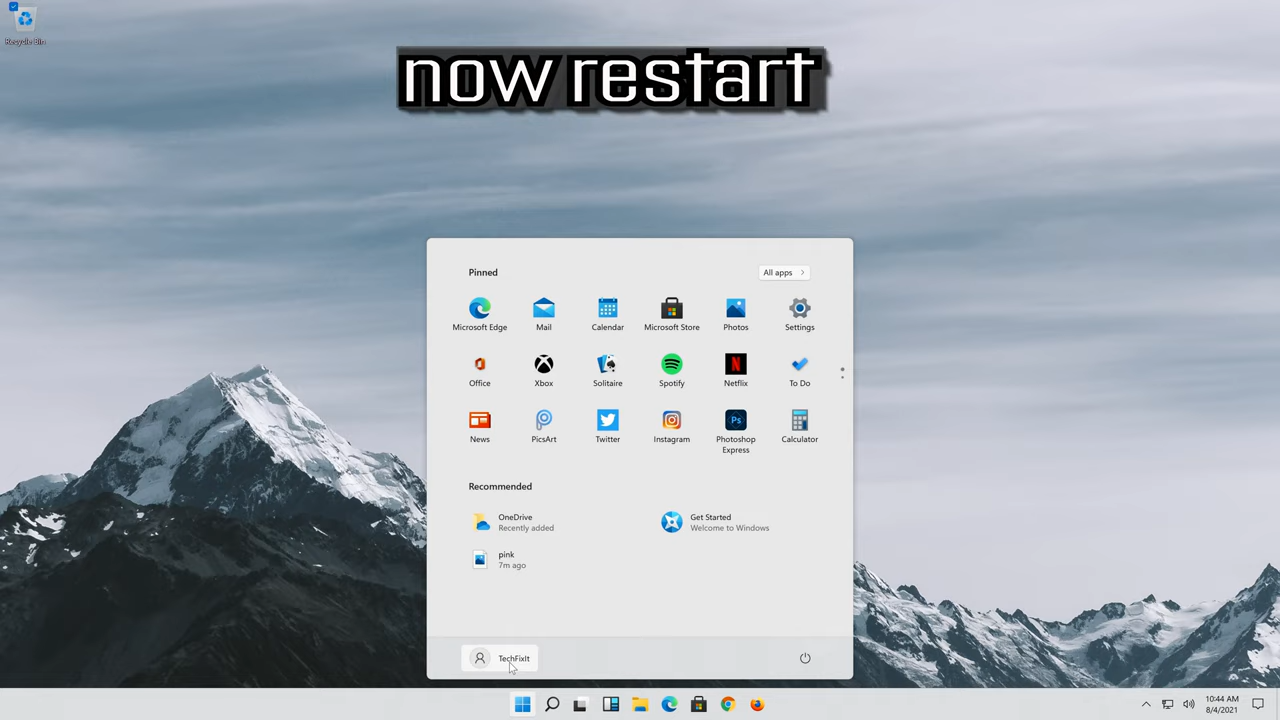 Recycle Bin
now restart
Pinned
All apps
Microsoft Edge
Mail
Calendar
Microsoft Store
Photos
Settings
Office
Xbox
Solitaire
Spotify
Netflix
To Do
News
PicsArt
Twitter
Instagram
Photoshop
Express
Calculator
Recommended
OneDrive
Recently added
Get Started
Welcome to Windows
pink
7m ago
TechFixIt
10:44 AM
8/4/2021